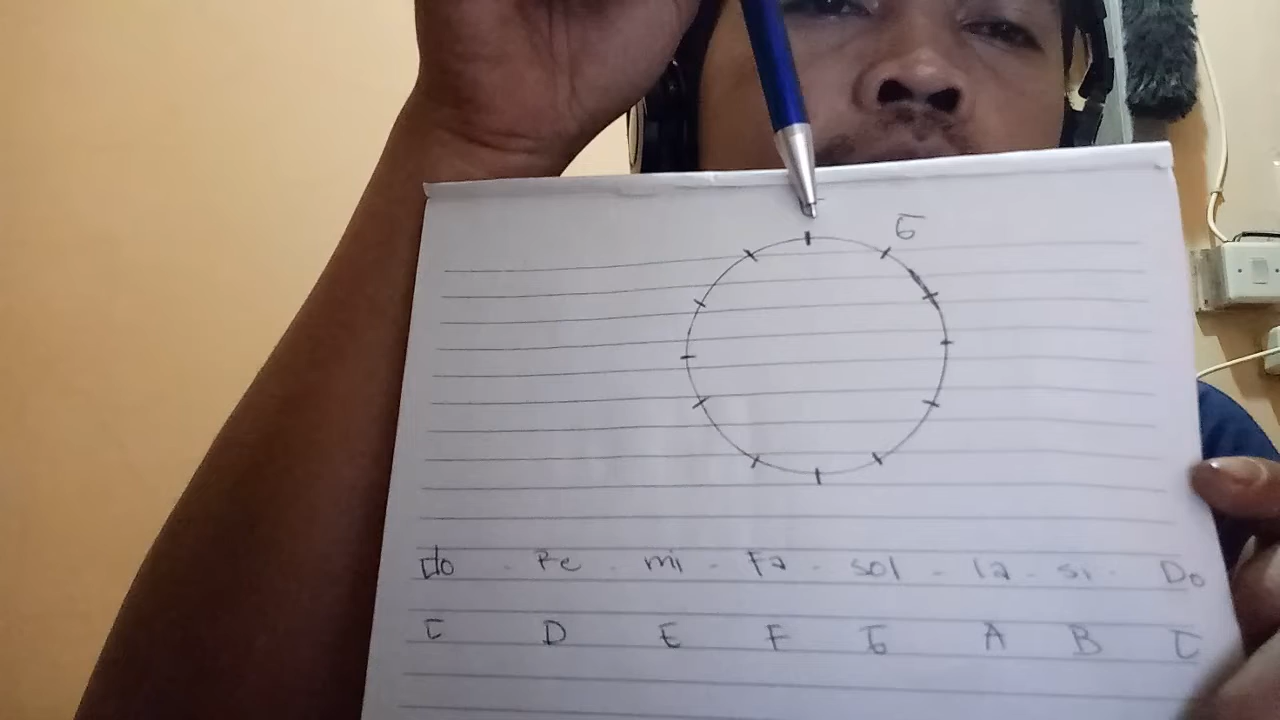 G
do - Re - mi - Fa - sol - la - si - Do
C D E F G A B C